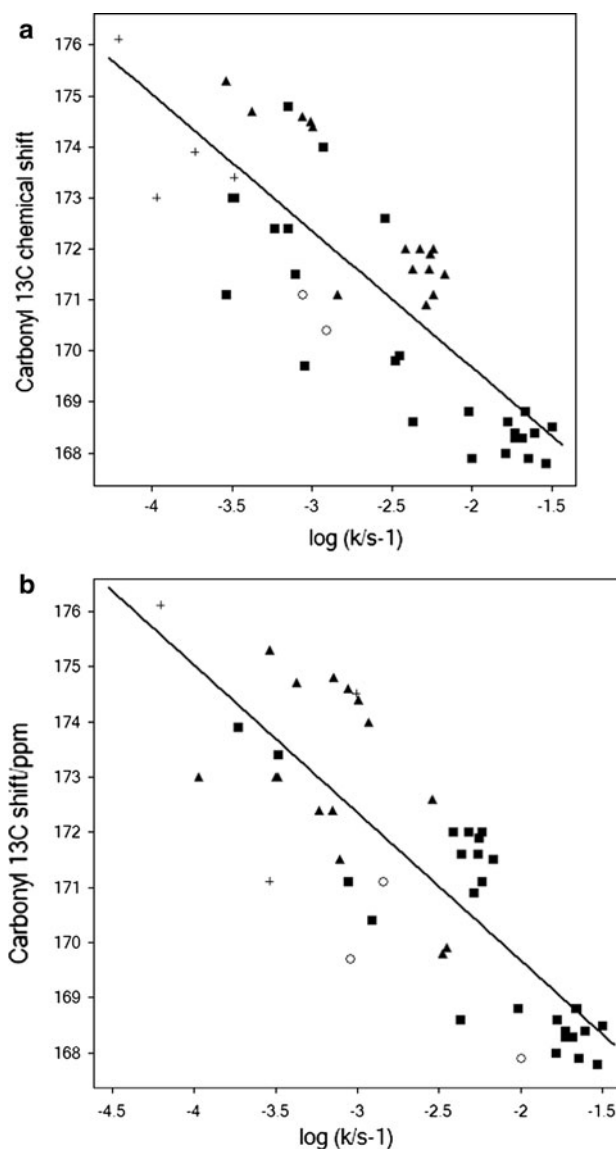 a
176
175
174
173
172
171
170
169
168
Carbonyl 13C chemical shift
-4 -3.5 -3 -2.5 -2 -1.5
log (k/s-1)
b
176
175
174
173
172
171
170
169
168
Carbonyl 13C shift/ppm
-4.5 -4 -3.5 -3 -2.5 -2 -1.5
log (k/s-1)